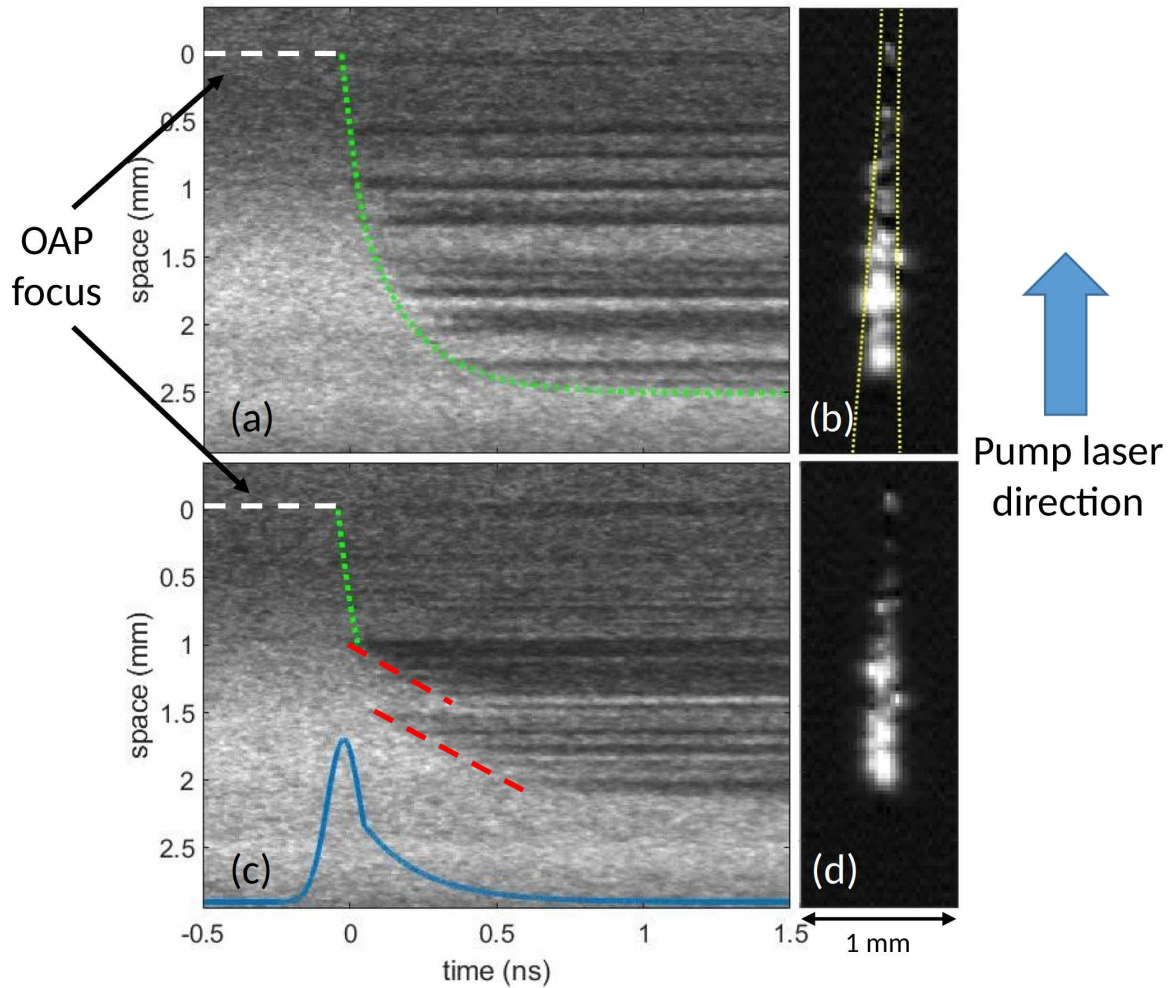 0
0.5
1
1.5
2
2.5
space (mm)
(a)
(b)
OAP
focus
Pump laser
direction
0
0.5
1
1.5
2
2.5
space (mm)
(c)
(d)
-0.5
0
0.5
1
1.5
time (ns)
1 mm